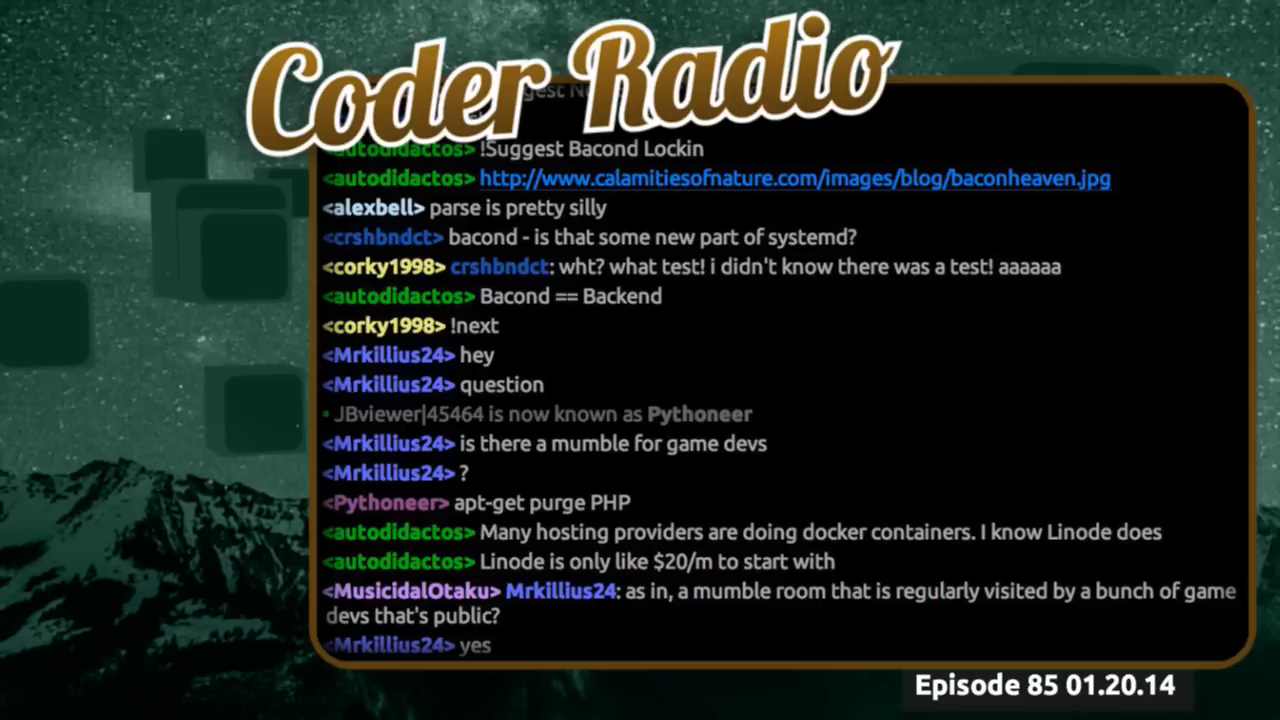 Coder Radio
gest N
<autodidactos> !Suggest Bacond Lockin
<autodidactos> http://www.calamitiesofnature.com/images/blog/baconheaven.jpg
<alexbell> parse is pretty silly
<crshbndct> bacond - is that some new part of systemd?
<corky1998> crshbndct: wht? what test! i didn't know there was a test! aaaaaa
<autodidactos> Bacond == Backend
<corky1998> !next
<Mrkillius24> hey
<Mrkillius24> question
• JBviewer|45464 is now known as Pythoneer
<Mrkillius24> is there a mumble for game devs
<Mrkillius24> ?
<Pythoneer> apt-get purge PHP
<autodidactos> Many hosting providers are doing docker containers. I know Linode does
<autodidactos> Linode is only like $20/m to start with
<MusicidalOtaku> Mrkillius24: as in, a mumble room that is regularly visited by a bunch of game
devs that's public?
<Mrkillius24> yes
Episode 85 01.20.14